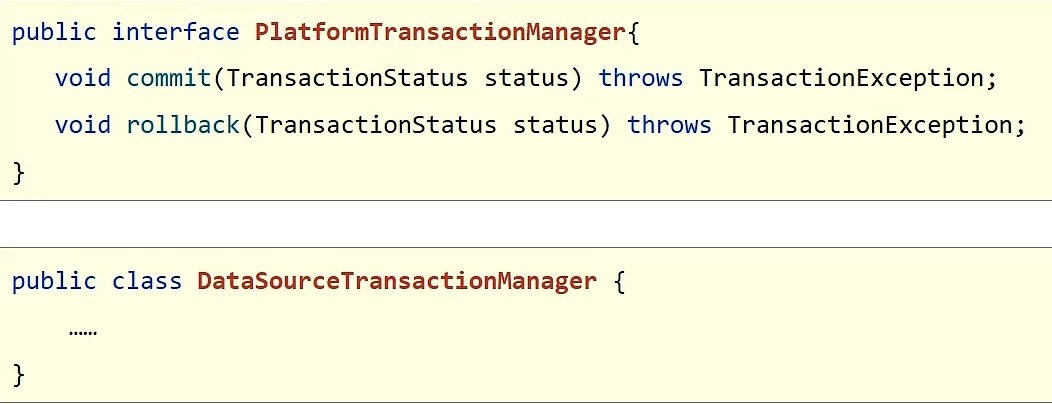 public interface PlatformTransactionManager{
void commit(TransactionStatus status) throws TransactionException;
void rollback(TransactionStatus status) throws TransactionException;
}
public class DataSourceTransactionManager {
……
}